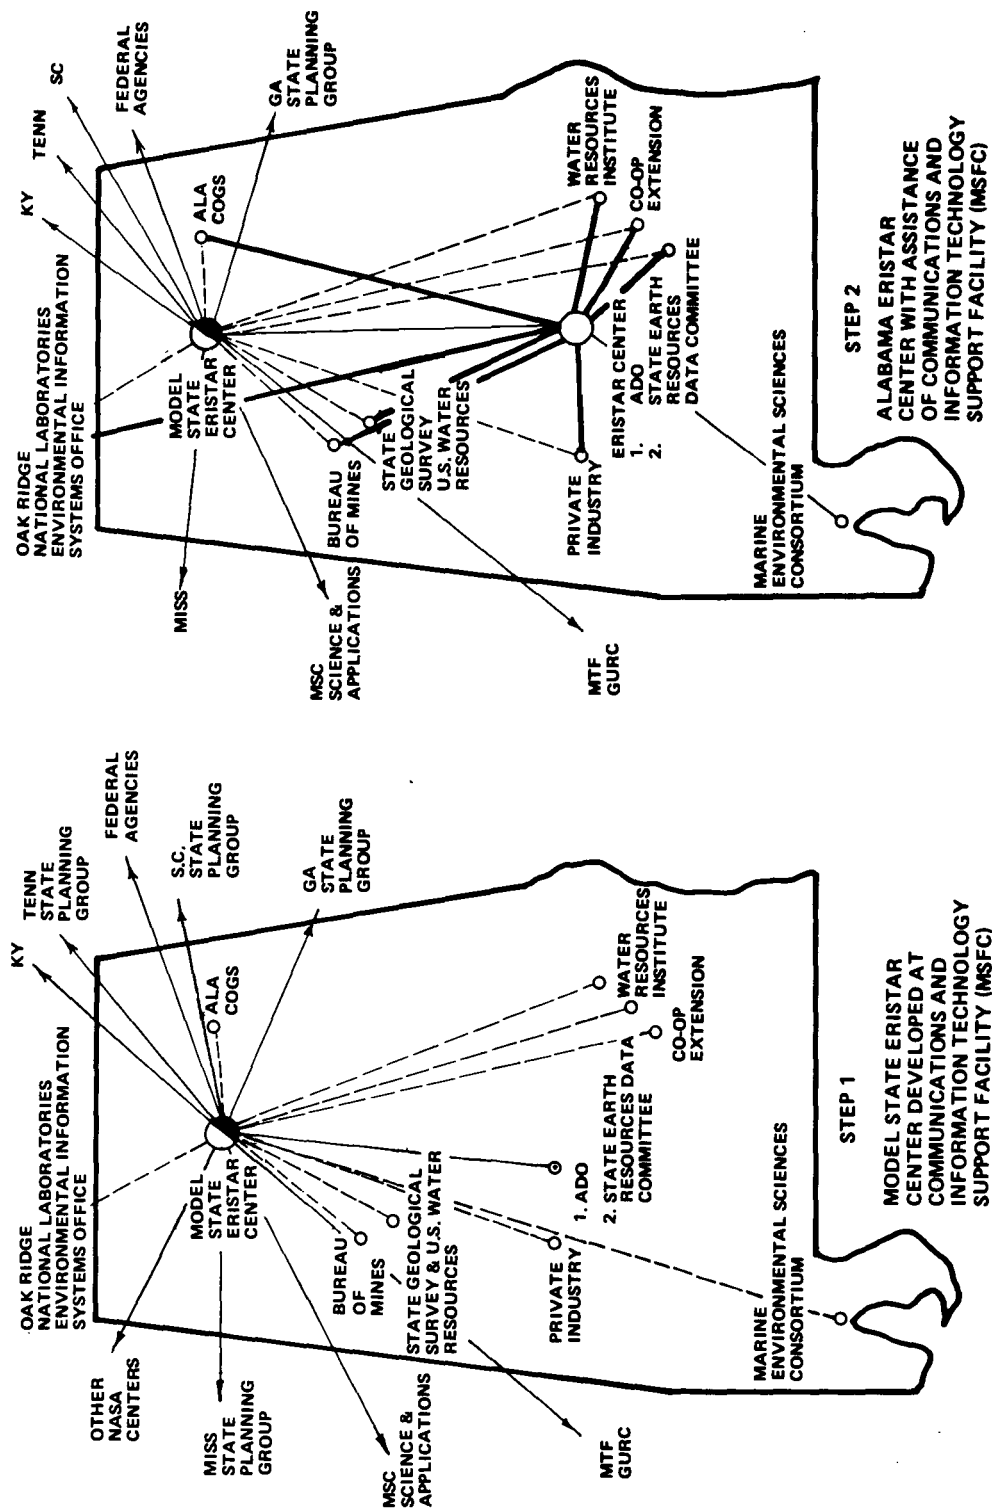 OAK RIDGE
NATIONAL LABORATORIES
ENVIRONMENTAL INFORMATION
SYSTEMS OFFICE
KY
TENN
STATE
PLANNING
GROUP
FEDERAL
AGENCIES
S.C.
STATE
PLANNING
GROUP
GA
STATE
PLANNING
GROUP
OTHER
NASA
CENTERS
MISS
STATE
PLANNING
GROUP
MSC
SCIENCE &
APPLICATIONS
MTF
GURC
MODEL
STATE
ERISTAR
CENTER
ALA
COGS
BUREAU
OF
MINES
STATE GEOLOGICAL
SURVEY & U.S. WATER
RESOURCES
PRIVATE
INDUSTRY
1. ADO
2. STATE EARTH
RESOURCES DATA
COMMITTEE
WATER
RESOURCES
INSTITUTE
CO-OP
EXTENSION
MARINE
ENVIRONMENTAL SCIENCES
CONSORTIUM
STEP 1
MODEL STATE ERISTAR
CENTER DEVELOPED AT
COMMUNICATIONS AND
INFORMATION TECHNOLOGY
SUPPORT FACILITY (MSFC)
OAK RIDGE
NATIONAL LABORATORIES
ENVIRONMENTAL INFORMATION
SYSTEMS OFFICE
KY
TENN
SC
FEDERAL
AGENCIES
GA
STATE
PLANNING
GROUP
MISS
MSC
SCIENCE &
APPLICATIONS
MTF
GURC
MODEL
STATE
ERISTAR
CENTER
ALA
COGS
BUREAU
OF MINES
STATE
GEOLOGICAL
SURVEY
U.S. WATER
RESOURCES
PRIVATE
INDUSTRY
ERISTAR CENTER
1. ADO
2. STATE EARTH
RESOURCES
DATA COMMITTEE
WATER
RESOURCES
INSTITUTE
CO-OP
EXTENSION
MARINE
ENVIRONMENTAL SCIENCES
CONSORTIUM
STEP 2
ALABAMA ERISTAR
CENTER WITH ASSISTANCE
OF COMMUNICATIONS AND
INFORMATION TECHNOLOGY
SUPPORT FACILITY (MSFC)